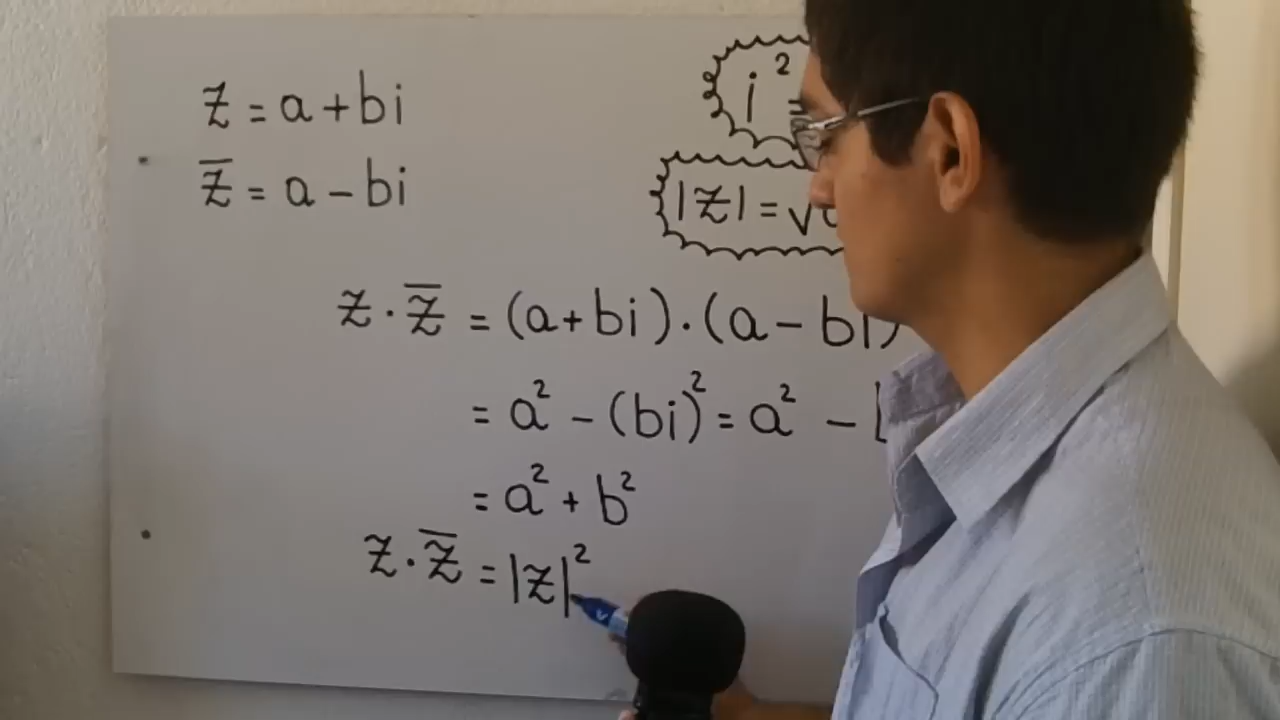 z = a + bi
z̅ = a - bi
i² =
|z| = √
z · z̅ = (a + bi) · (a - bi)
= a² - (bi)² = a² -
= a² + b²
z · z̅ = |z|²